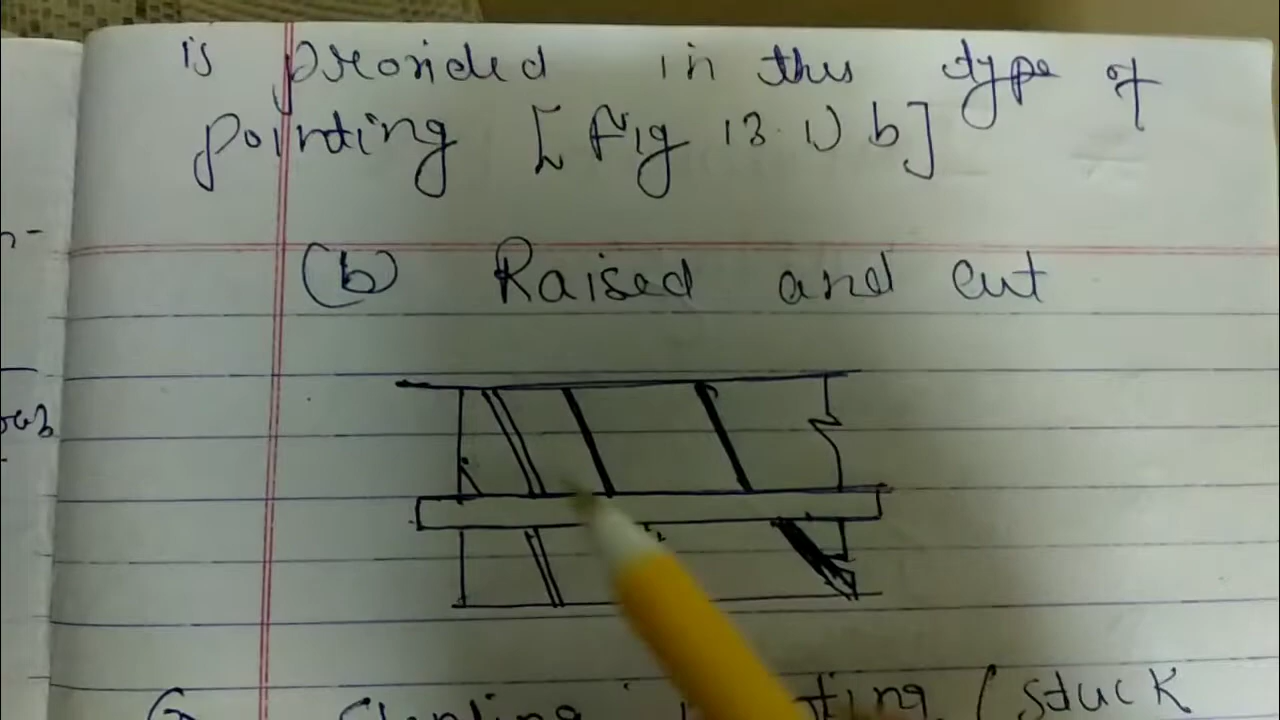 is provided in this type of
pointing [Fig 13.1) b]
(b) Raised and cut
(stuck